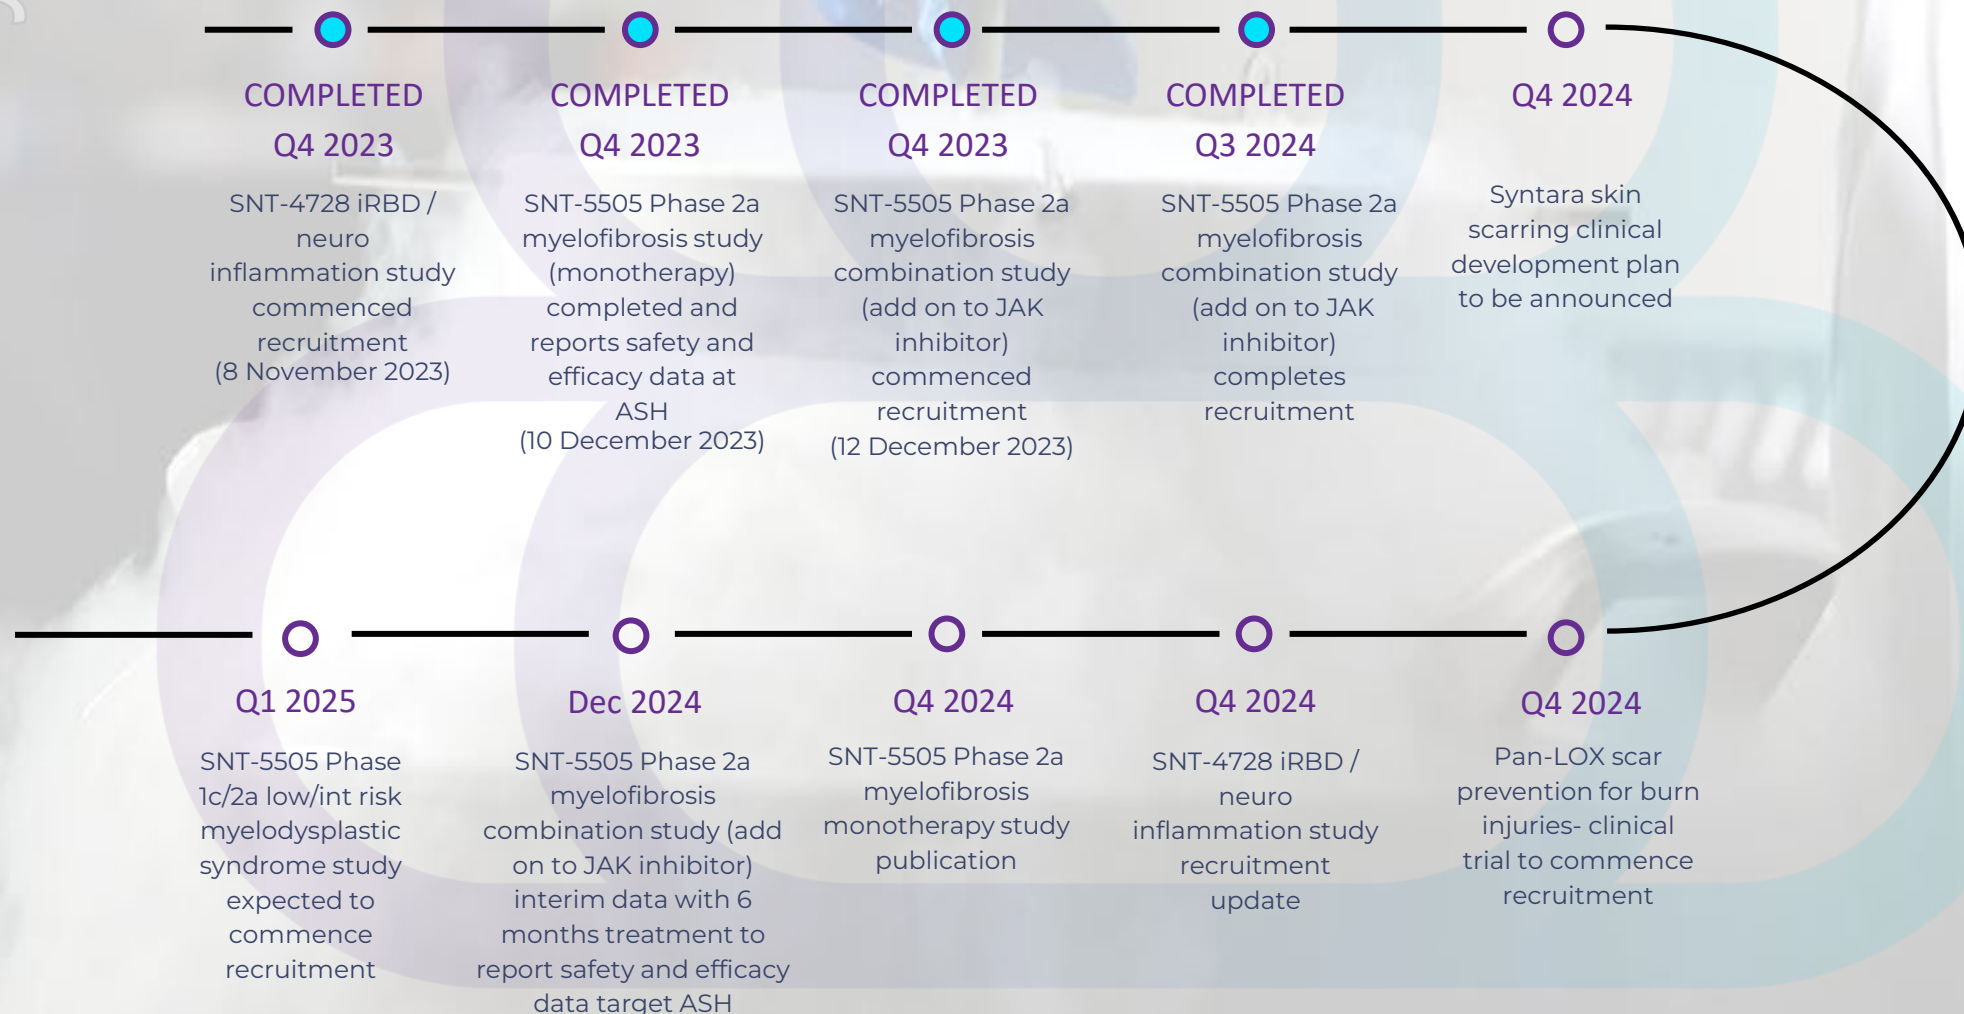 COMPLETED
Q4 2023
SNT-4728 iRBD /
neuro
inflammation study
commenced
recruitment
(8 November 2023)
COMPLETED
Q4 2023
SNT-5505 Phase 2a
myelofibrosis study
(monotherapy)
completed and
reports safety and
efficacy data at
ASH
(10 December 2023)
COMPLETED
Q4 2023
SNT-5505 Phase 2a
myelofibrosis
combination study
(add on to JAK
inhibitor)
commenced
recruitment
(12 December 2023)
COMPLETED
Q3 2024
SNT-5505 Phase 2a
myelofibrosis
combination study
(add on to JAK
inhibitor)
completes
recruitment
Q4 2024
Syntara skin
scarring clinical
development plan
to be announced
Q1 2025
SNT-5505 Phase
1c/2a low/int risk
myelodysplastic
syndrome study
expected to
commence
recruitment
Dec 2024
SNT-5505 Phase 2a
myelofibrosis
combination study (add
on to JAK inhibitor)
interim data with 6
months treatment to
report safety and efficacy
data target ASH
Q4 2024
SNT-5505 Phase 2a
myelofibrosis
monotherapy study
publication
Q4 2024
SNT-4728 iRBD /
neuro
inflammation study
recruitment
update
Q4 2024
Pan-LOX scar
prevention for burn
injuries- clinical
trial to commence
recruitment